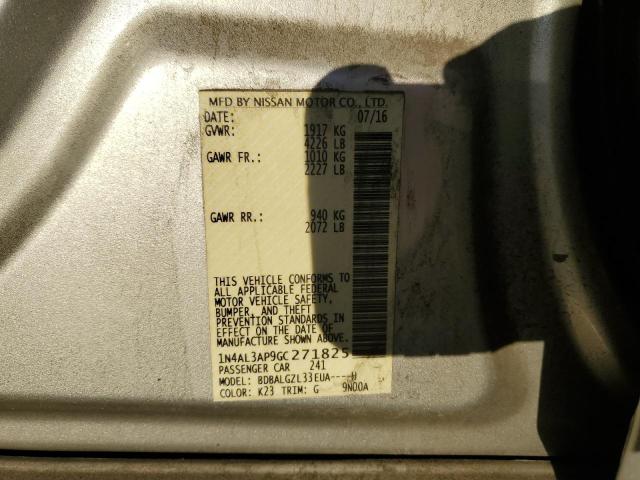 MFD BY NISSAN MOTOR CO., LTD.
DATE: 07/16
GVWR: 1917 KG
4226 LB
GAWR FR.: 1010 KG
2227 LB
GAWR RR.: 940 KG
2072 LB
THIS VEHICLE CONFORMS TO
ALL APPLICABLE FEDERAL
MOTOR VEHICLE SAFETY,
BUMPER, AND THEFT
PREVENTION STANDARDS IN
EFFECT ON THE DATE OF
MANUFACTURE SHOWN ABOVE.
1N4AL3AP9GC271825
PASSENGER CAR 241
MODEL: BDBALGZL33EUA----H
COLOR: K23 TRIM: G 9N00A